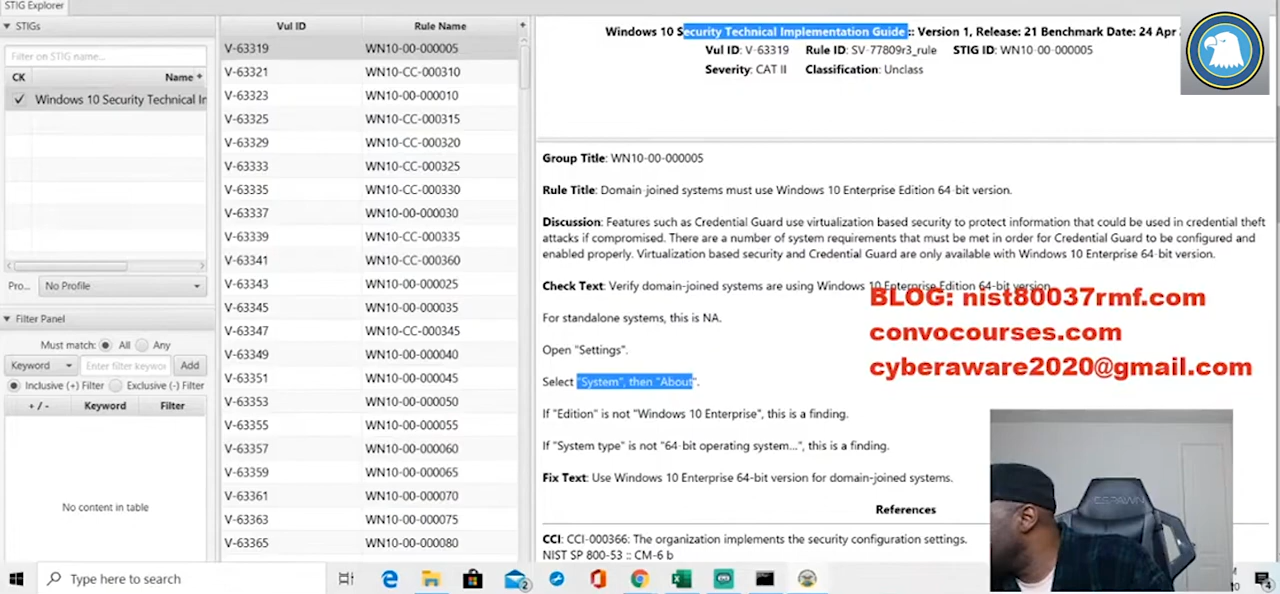 STIG Explorer
STIGs
Filter on STIG name...
CK Name
Windows 10 Security Technical In
Pro... No Profile
Filter Panel
Must match: All Any
Keyword Enter filter keywor Add
Inclusive (+) Filter Exclusive (-) Filter
+ / - Keyword Filter
No content in table
Vul ID Rule Name
V-63319 WN10-00-000005
V-63321 WN10-CC-000310
V-63323 WN10-00-000010
V-63325 WN10-CC-000315
V-63329 WN10-CC-000320
V-63333 WN10-CC-000325
V-63335 WN10-CC-000330
V-63337 WN10-00-000030
V-63339 WN10-CC-000335
V-63341 WN10-CC-000360
V-63343 WN10-00-000025
V-63345 WN10-00-000035
V-63347 WN10-CC-000345
V-63349 WN10-00-000040
V-63351 WN10-00-000045
V-63353 WN10-00-000050
V-63355 WN10-00-000055
V-63357 WN10-00-000060
V-63359 WN10-00-000065
V-63361 WN10-00-000070
V-63363 WN10-00-000075
V-63365 WN10-00-000080
Windows 10 Security Technical Implementation Guide :: Version 1, Release: 21 Benchmark Date: 24 Apr
Vul ID: V-63319 Rule ID: SV-77809r3_rule STIG ID: WN10-00-000005
Severity: CAT II Classification: Unclass
Group Title: WN10-00-000005
Rule Title: Domain-joined systems must use Windows 10 Enterprise Edition 64-bit version.
Discussion: Features such as Credential Guard use virtualization based security to protect information that could be used in credential theft
attacks if compromised. There are a number of system requirements that must be met in order for Credential Guard to be configured and
enabled properly. Virtualization based security and Credential Guard are only available with Windows 10 Enterprise 64-bit version.
Check Text: Verify domain-joined systems are using Windows 10 Enterprise Edition 64-bit version.
For standalone systems, this is NA.
Open "Settings".
Select "System", then "About".
If "Edition" is not "Windows 10 Enterprise", this is a finding.
If "System type" is not "64-bit operating system...", this is a finding.
Fix Text: Use Windows 10 Enterprise 64-bit version for domain-joined systems.
References
CCI: CCI-000366: The organization implements the security configuration settings.
NIST SP 800-53 :: CM-6 b
BLOG: nist80037rmf.com
convocourses.com
cyberaware2020@gmail.com
Type here to search
2
4